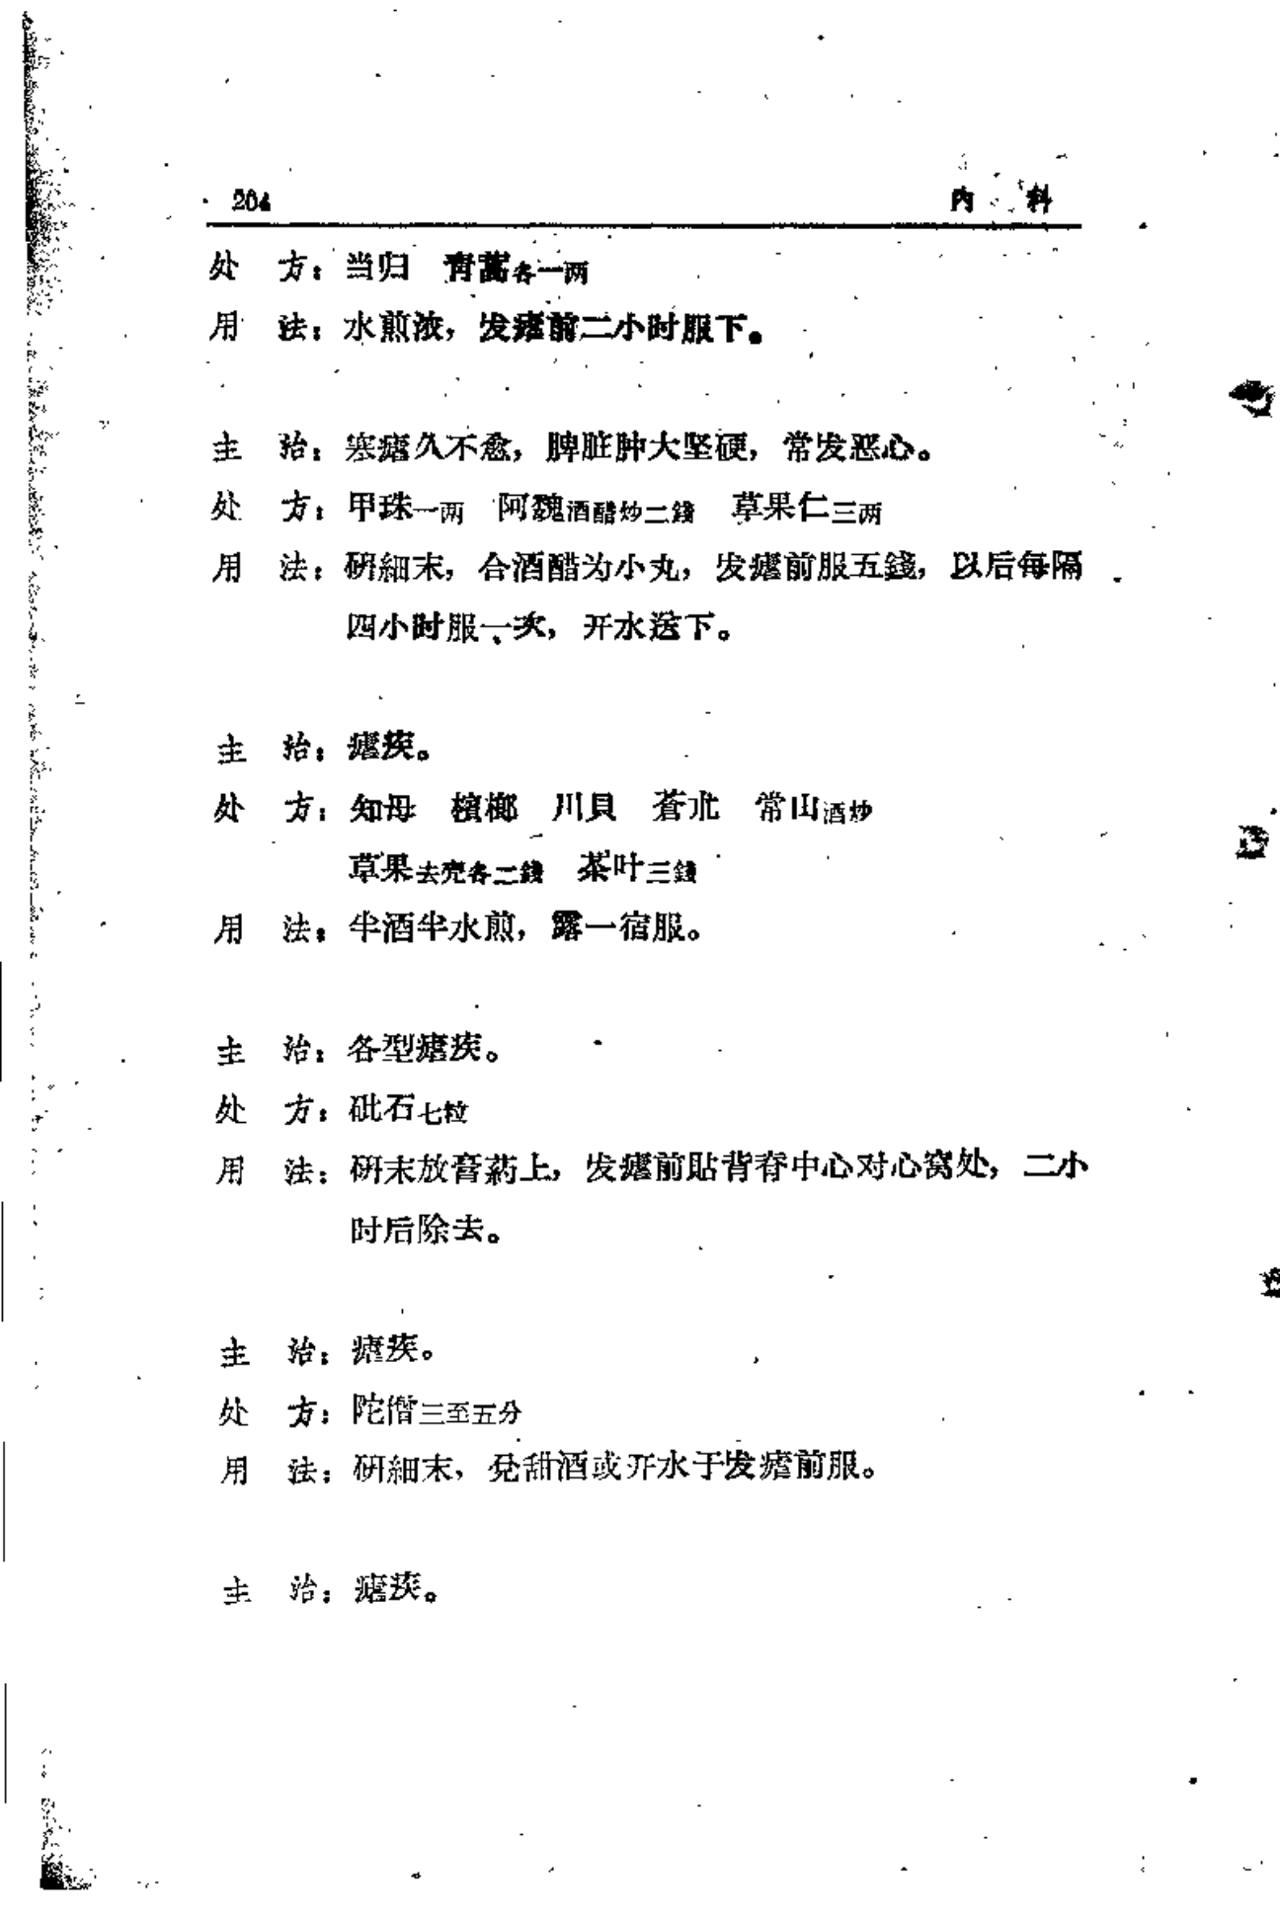 204 内 科
处 方：当归 青蒿各一两
用 法：水煎浓，发瘧前二小时服下。
主 治：寒瘧久不愈，脾脏肿大坚硬，常发恶心。
处 方：甲珠一两 阿魏酒醋炒二錢 草果仁三两
用 法：研細末，合酒醋为小丸，发瘧前服五錢，以后每隔
四小时服一次，开水送下。
主 治：瘧疾。
处 方：知母 檳榔 川貝 蒼朮 常山酒炒
草果去壳各二錢 茶叶三錢
用 法：半酒半水煎，露一宿服。
主 治：各型瘧疾。
处 方：砒石七粒
用 法：研末放膏葯上，发瘧前貼背脊中心对心窝处，二小
时后除去。
主 治：瘧疾。
处 方：陀僧三至五分
用 法：研細末，兌甜酒或开水于发瘧前服。
主 治：瘧疾。